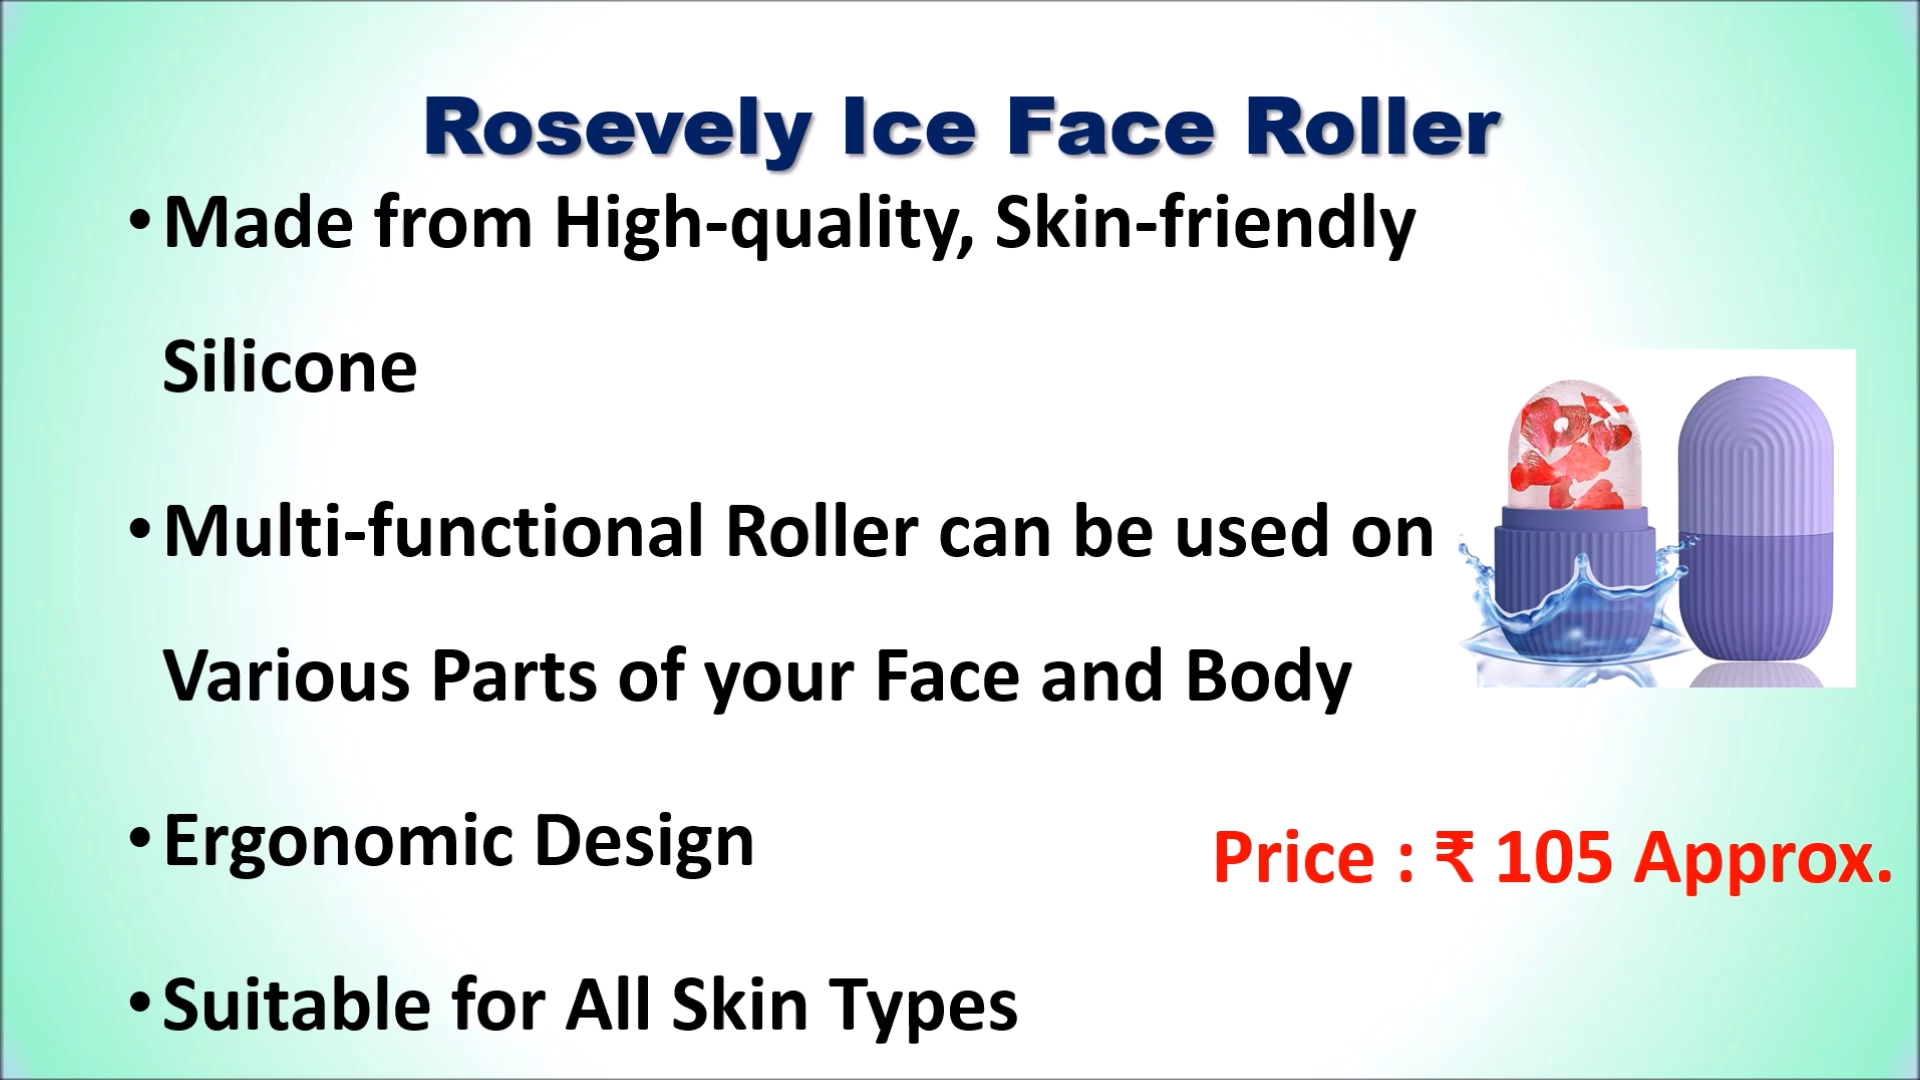 Rosevely Ice Face Roller
•Made from High-quality, Skin-friendly
Silicone
•Multi-functional Roller can be used on
Various Parts of your Face and Body
•Ergonomic Design
Price : ₹ 105 Approx.
•Suitable for All Skin Types